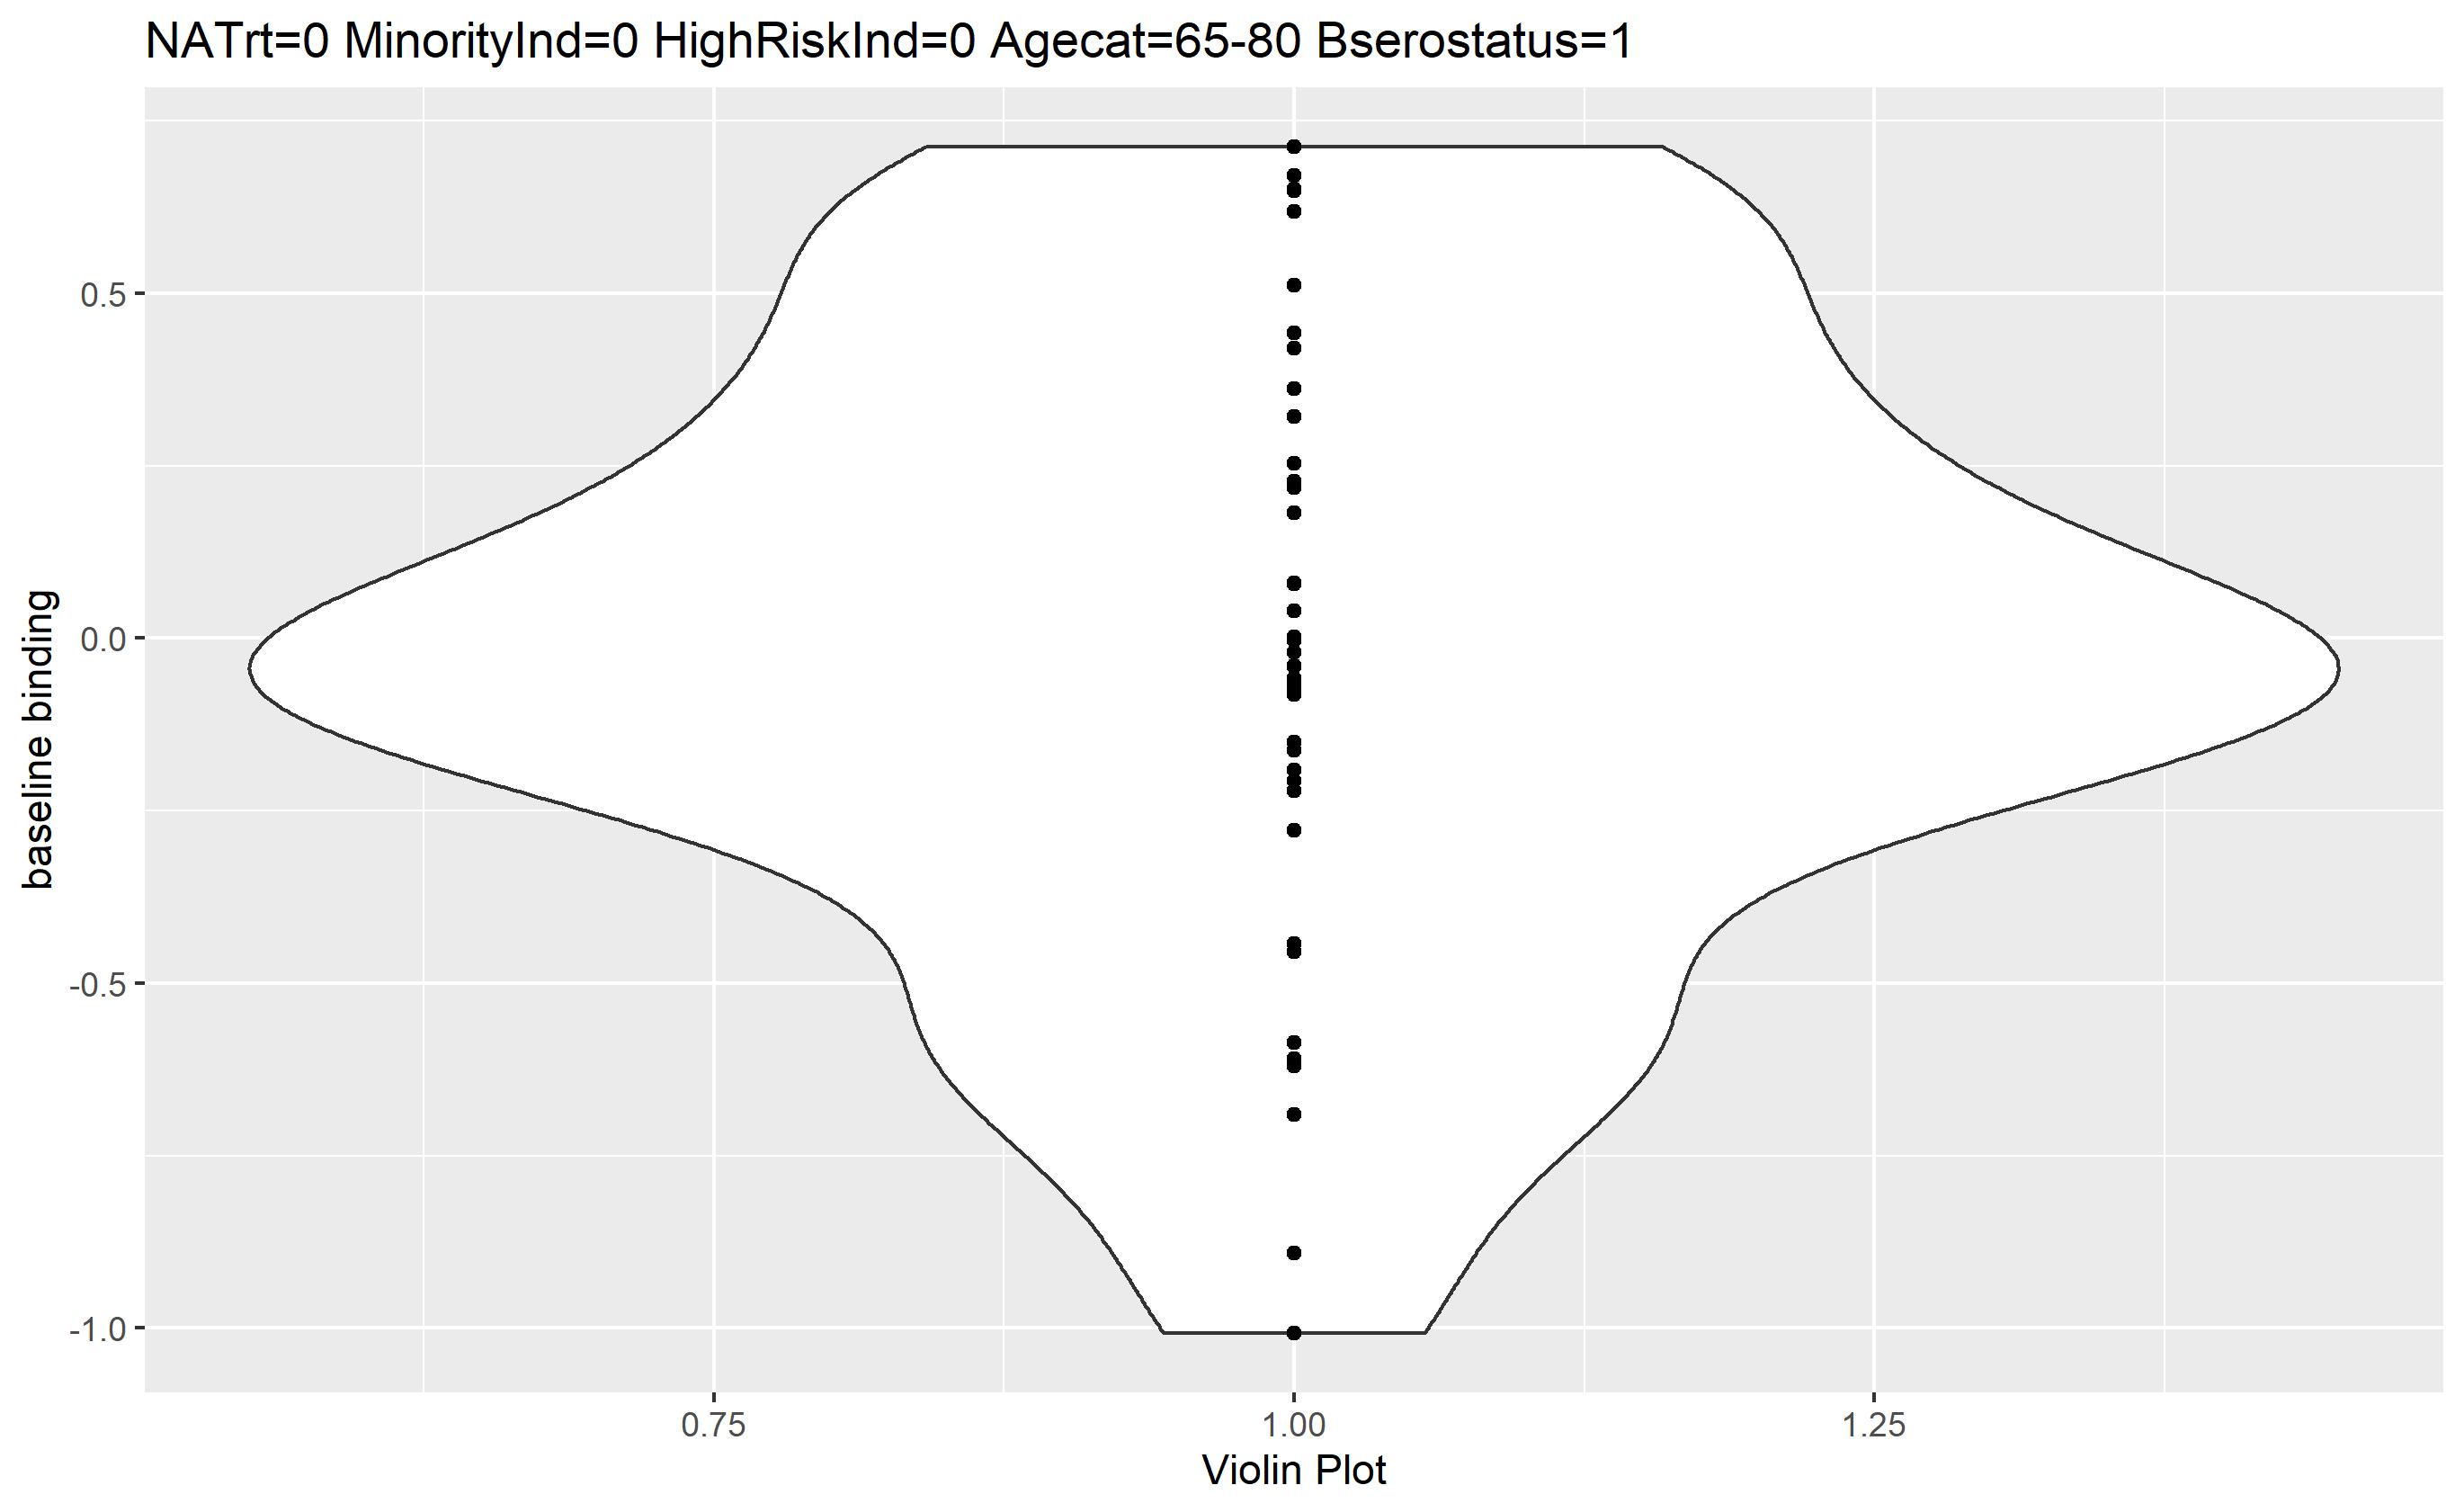 NATrt=0 MinorityInd=0 HighRiskInd=0 Agecat=65-80 Bserostatus=1
baseline binding
0.5
0.0
-0.5
-1.0
0.75 1.00 1.25
Violin Plot